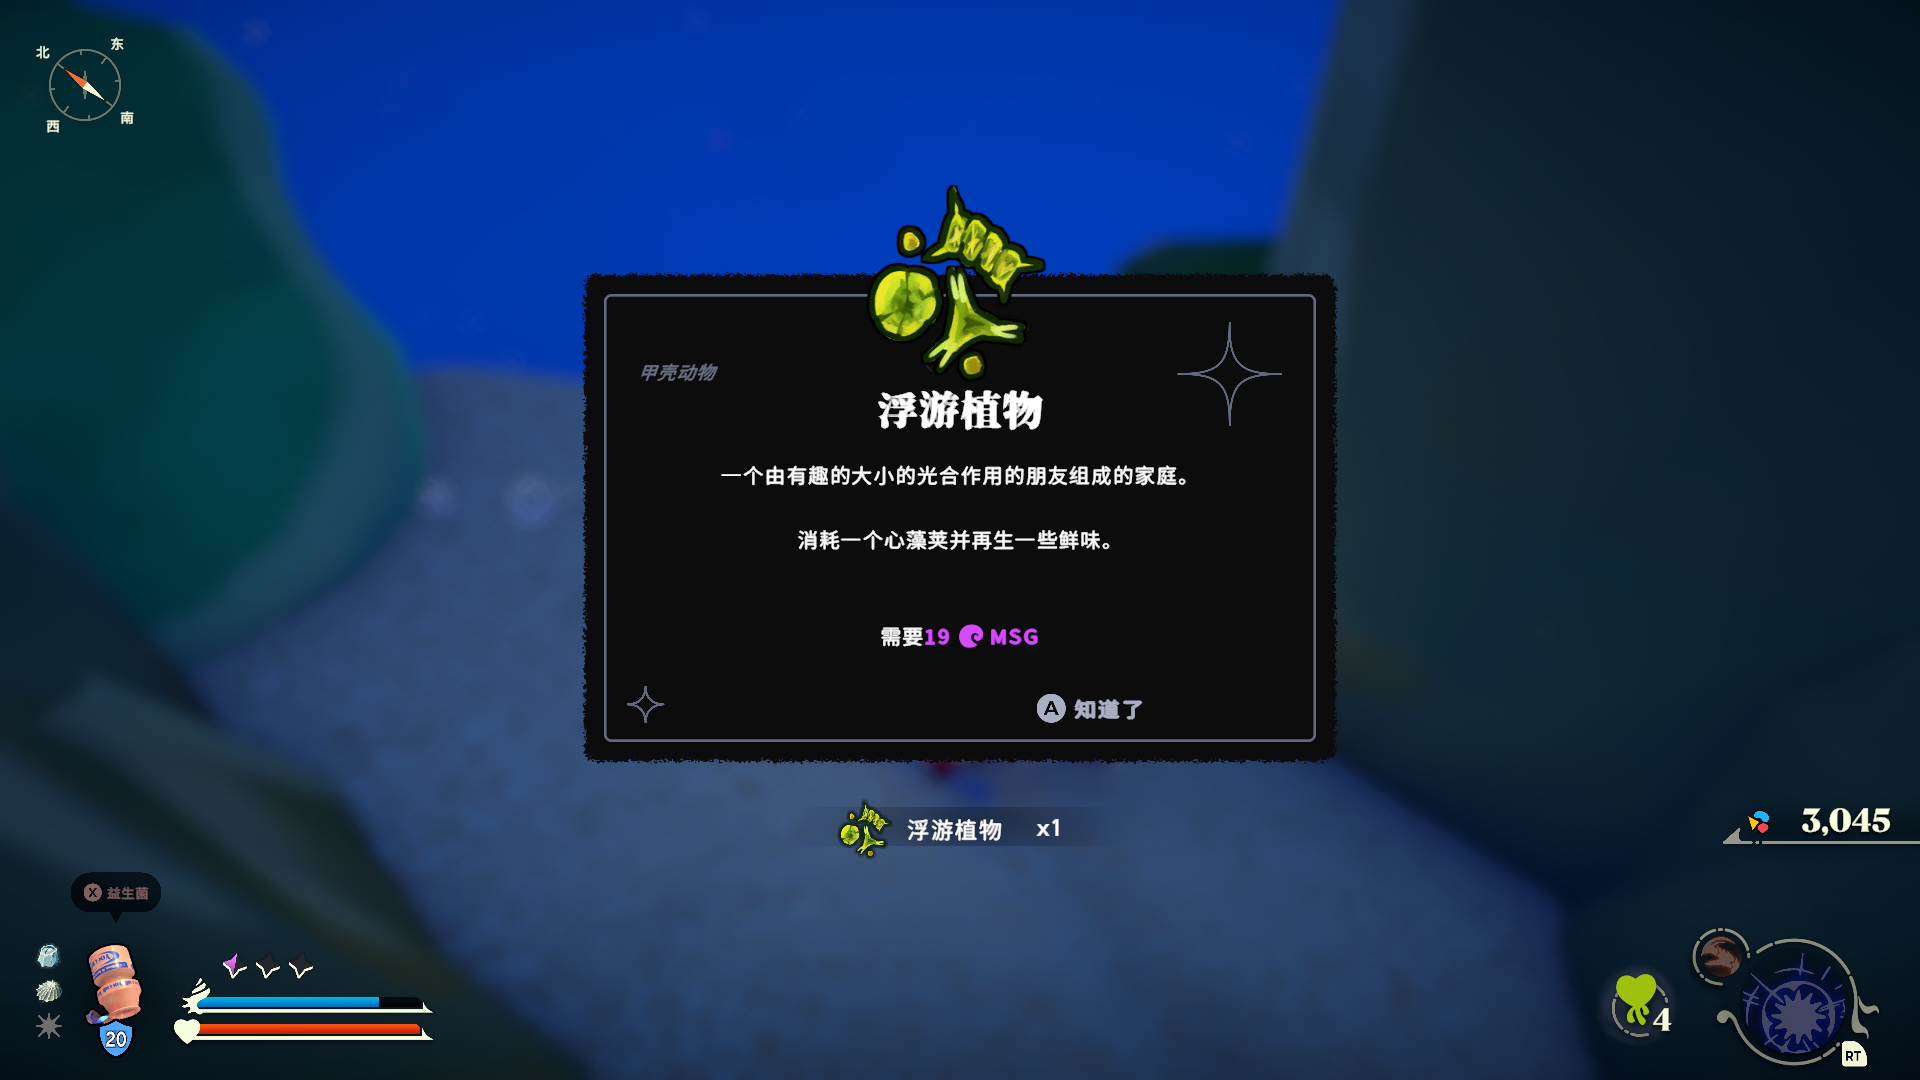 北
东
西
南
甲壳动物
浮游植物
一个由有趣的大小的光合作用的朋友组成的家庭。
消耗一个心藻荚并再生一些鲜味。
需要19 MSG
A 知道了
浮游植物 x1
3,045
X 益生菌
20
4
RT